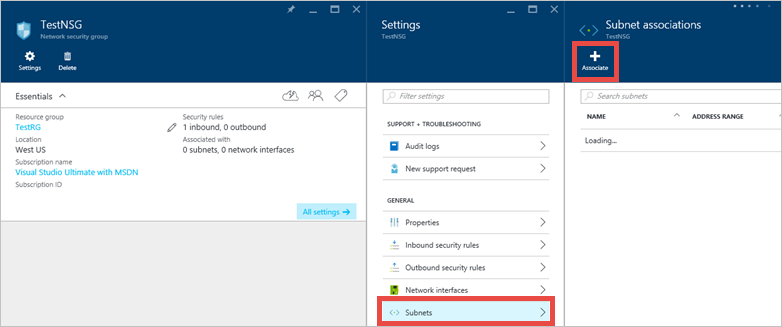 TestNSG
Network security group
Settings
Delete
Essentials
Resource group
TestRG
Location
West US
Subscription name
Visual Studio Ultimate with MSDN
Subscription ID
Security rules
1 inbound, 0 outbound
Associated with
0 subnets, 0 network interfaces
All settings
Settings
TestNSG
Filter settings
SUPPORT + TROUBLESHOOTING
Audit logs
New support request
GENERAL
Properties
Inbound security rules
Outbound security rules
Network interfaces
Subnets
Subnet associations
TestNSG
Associate
Search subnets
NAME ADDRESS RANGE
Loading...